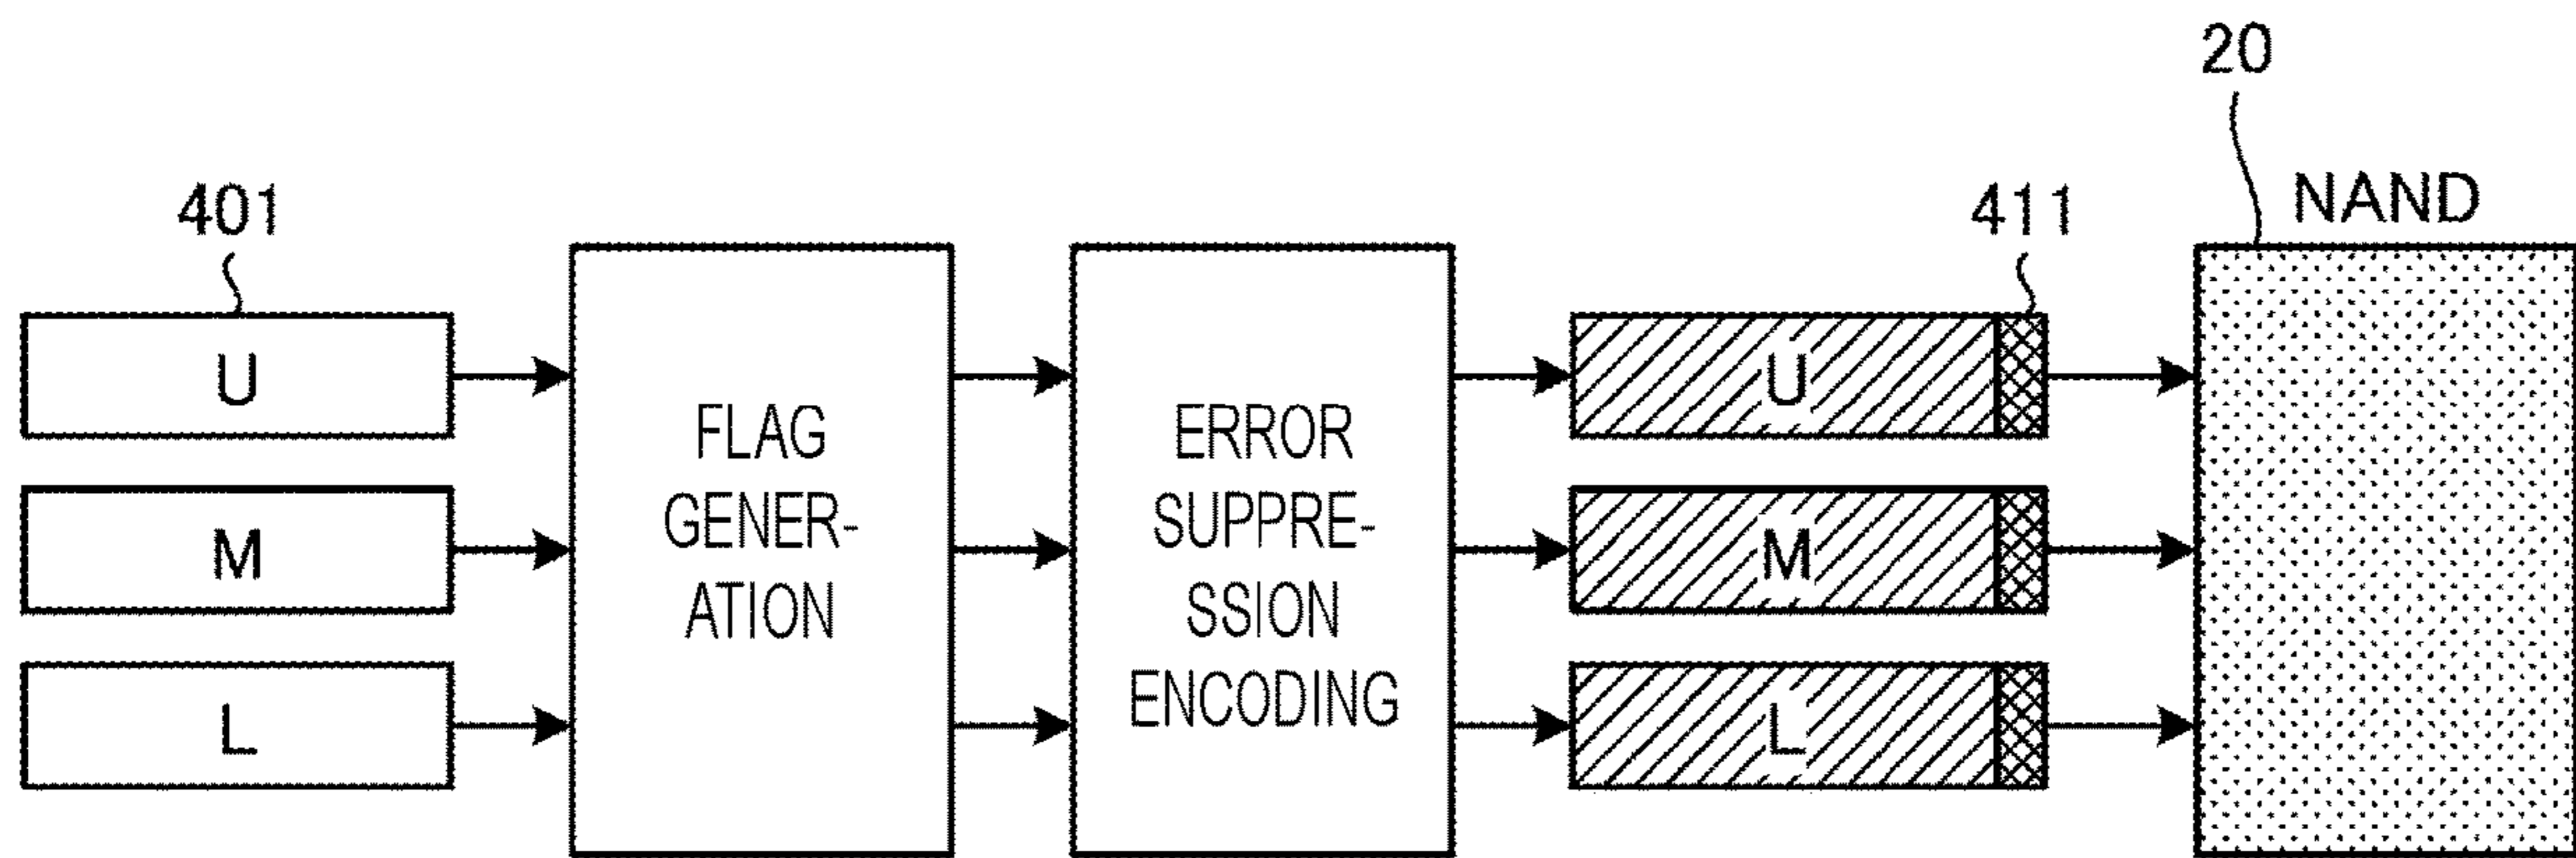 20
401
411
NAND
U
M
L
FLAG
GENER-
ATION
ERROR
SUPPRE-
SSION
ENCODING
U
M
L